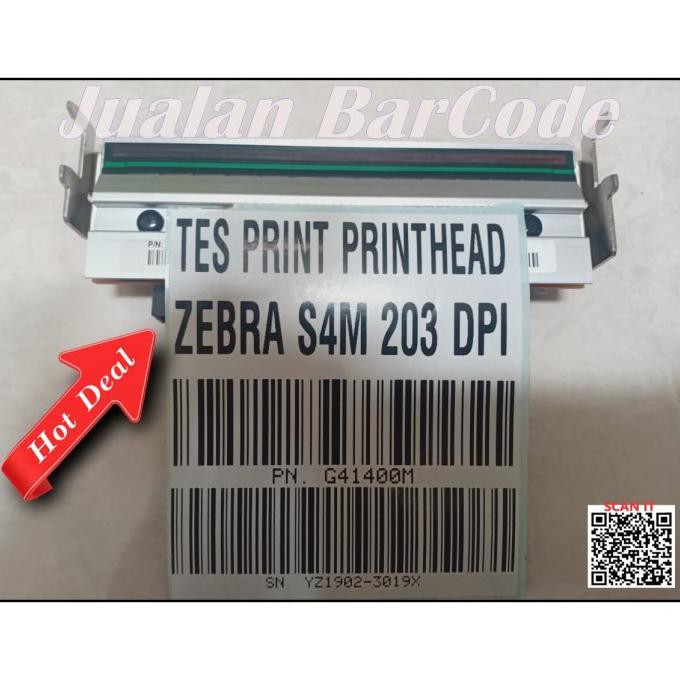 Jualan BarCode
P/N:
TES PRINT PRINTHEAD
ZEBRA S4M 203 DPI
Hot Deal
PN. G41400M
SCAN IT
SN. YZ1902-3019X